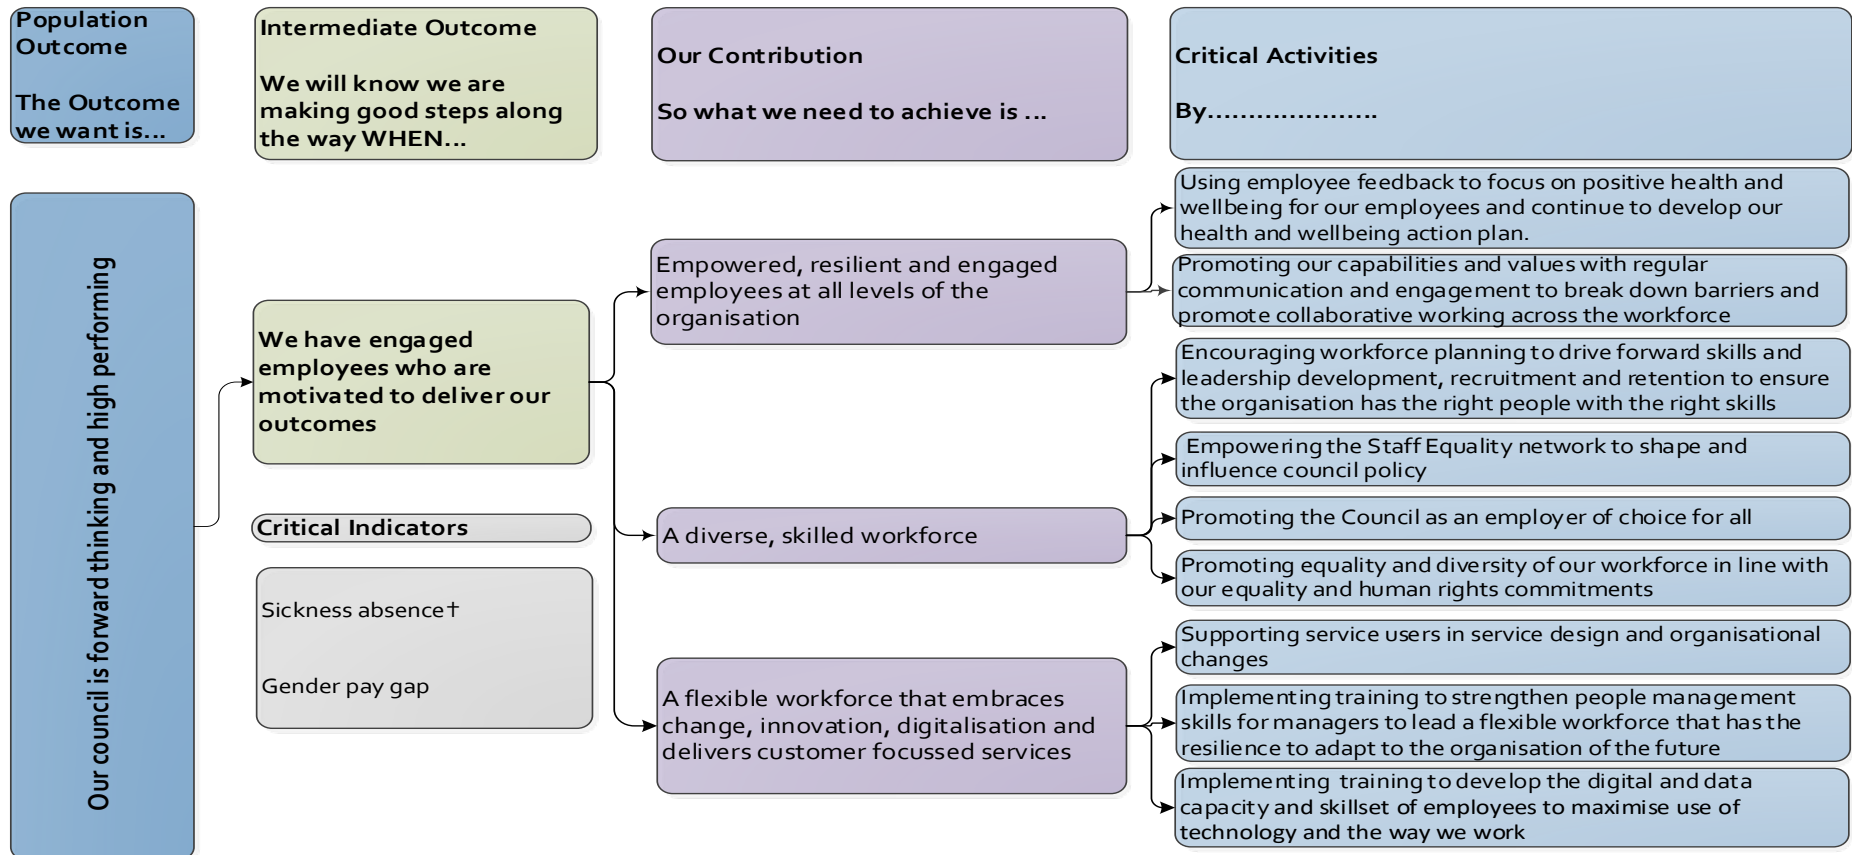 Population
Outcome
The Outcome
we want is...
Intermediate Outcome
We will know we are
making good steps along
the way WHEN...
Our Contribution
So what we need to achieve is ...
Critical Activities
By.....................
Our council is forward thinking and high performing
We have engaged
employees who are
motivated to deliver our
outcomes
Critical Indicators
Sickness absence†
Gender pay gap
Empowered, resilient and engaged
employees at all levels of the
organisation
A diverse, skilled workforce
A flexible workforce that embraces
change, innovation, digitalisation and
delivers customer focussed services
Using employee feedback to focus on positive health and
wellbeing for our employees and continue to develop our
health and wellbeing action plan.
Promoting our capabilities and values with regular
communication and engagement to break down barriers and
promote collaborative working across the workforce
Encouraging workforce planning to drive forward skills and
leadership development, recruitment and retention to ensure
the organisation has the right people with the right skills
Empowering the Staff Equality network to shape and
influence council policy
Promoting the Council as an employer of choice for all
Promoting equality and diversity of our workforce in line with
our equality and human rights commitments
Supporting service users in service design and organisational
changes
Implementing training to strengthen people management
skills for managers to lead a flexible workforce that has the
resilience to adapt to the organisation of the future
Implementing training to develop the digital and data
capacity and skillset of employees to maximise use of
technology and the way we work